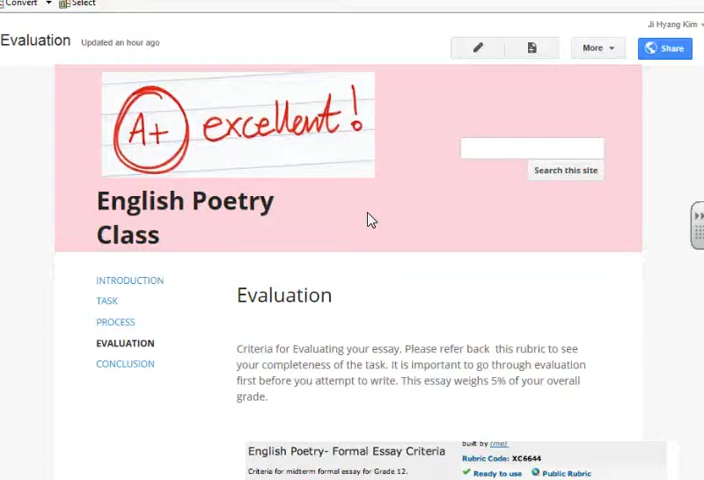 Convert
Select
Ji Hyang Kim
Evaluation Updated an hour ago
More
Share
A+ excellent!
Search this site
English Poetry
Class
INTRODUCTION
TASK
PROCESS
EVALUATION
CONCLUSION
Evaluation
Criteria for Evaluating your essay. Please refer back this rubric to see
your completeness of the task. It is important to go through evaluation
first before you attempt to write. This essay weighs 5% of your overall
grade.
built by (me)
English Poetry- Formal Essay Criteria
Rubric Code: XC6644
Criteria for midterm formal essay for Grade 12.
Ready to use Public Rubric